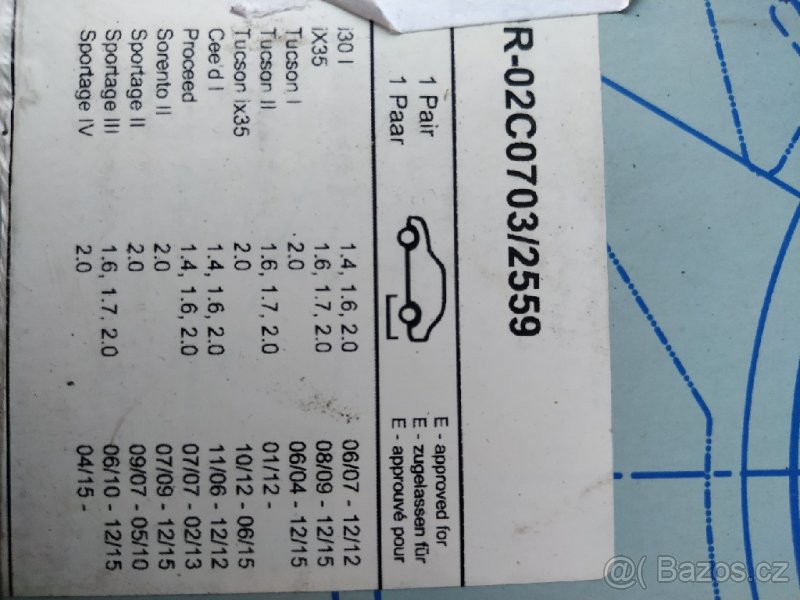 R-02C0703/2559
1 Pair
1 Paar
E - approved for
E - zugelassen für
E - approuvé pour
i30 I 1.4, 1.6, 2.0 06/07 - 12/12
iX35 1.6, 1.7, 2.0 08/09 - 12/15
Tucson I 2.0 06/04 - 12/15
Tucson II 1.6, 1.7, 2.0 01/12 -
Tucson ix35 2.0 10/12 - 06/15
Cee'd I 1.4, 1.6, 2.0 11/06 - 12/12
Proceed 1.4, 1.6, 2.0 07/07 - 02/13
Sorento II 2.0 07/09 - 12/15
Sportage II 2.0 09/07 - 05/10
Sportage III 1.6, 1.7, 2.0 06/10 - 12/15
Sportage IV 2.0 04/15 -
@( Bazoš.cz